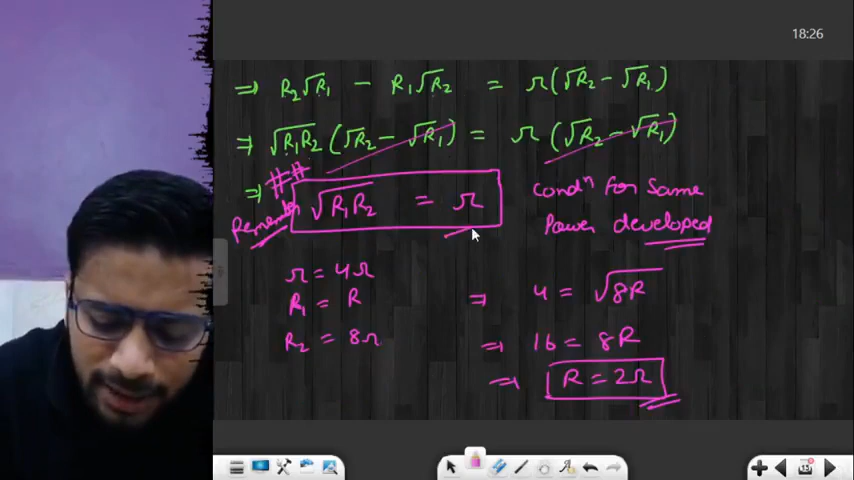 18:26
⇒ R₂√R₁ - R₁√R₂ = r(√R₂ - √R₁)
⇒ √R₁R₂ (√R₂ - √R₁) = r (√R₂ - √R₁)
##
⇒ √R₁R₂ = r
Remember
Condⁿ for Same
Power developed
r = 4Ω
R₁ = R
R₂ = 8Ω
⇒ 4 = √8R
⇒ 16 = 8R
⇒ R = 2Ω